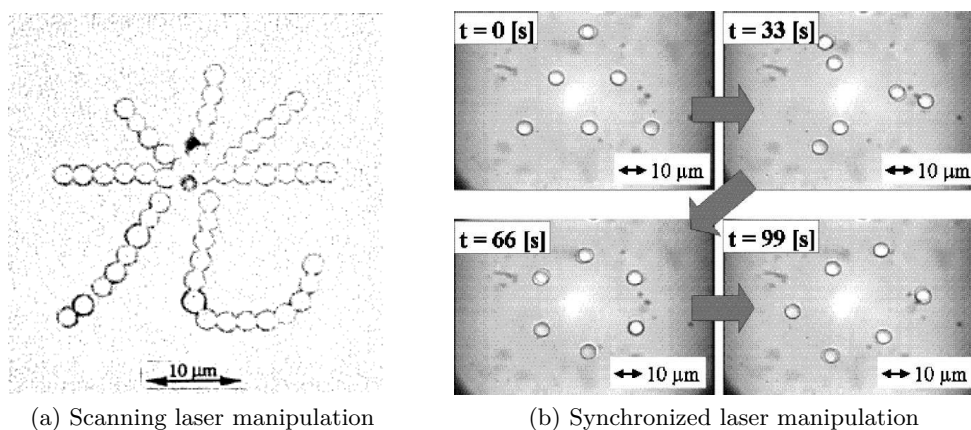 光
10 μm
(a) Scanning laser manipulation
t = 0 [s]
10 μm
t = 33 [s]
10 μm
t = 66 [s]
10 μm
t = 99 [s]
10 μm
(b) Synchronized laser manipulation